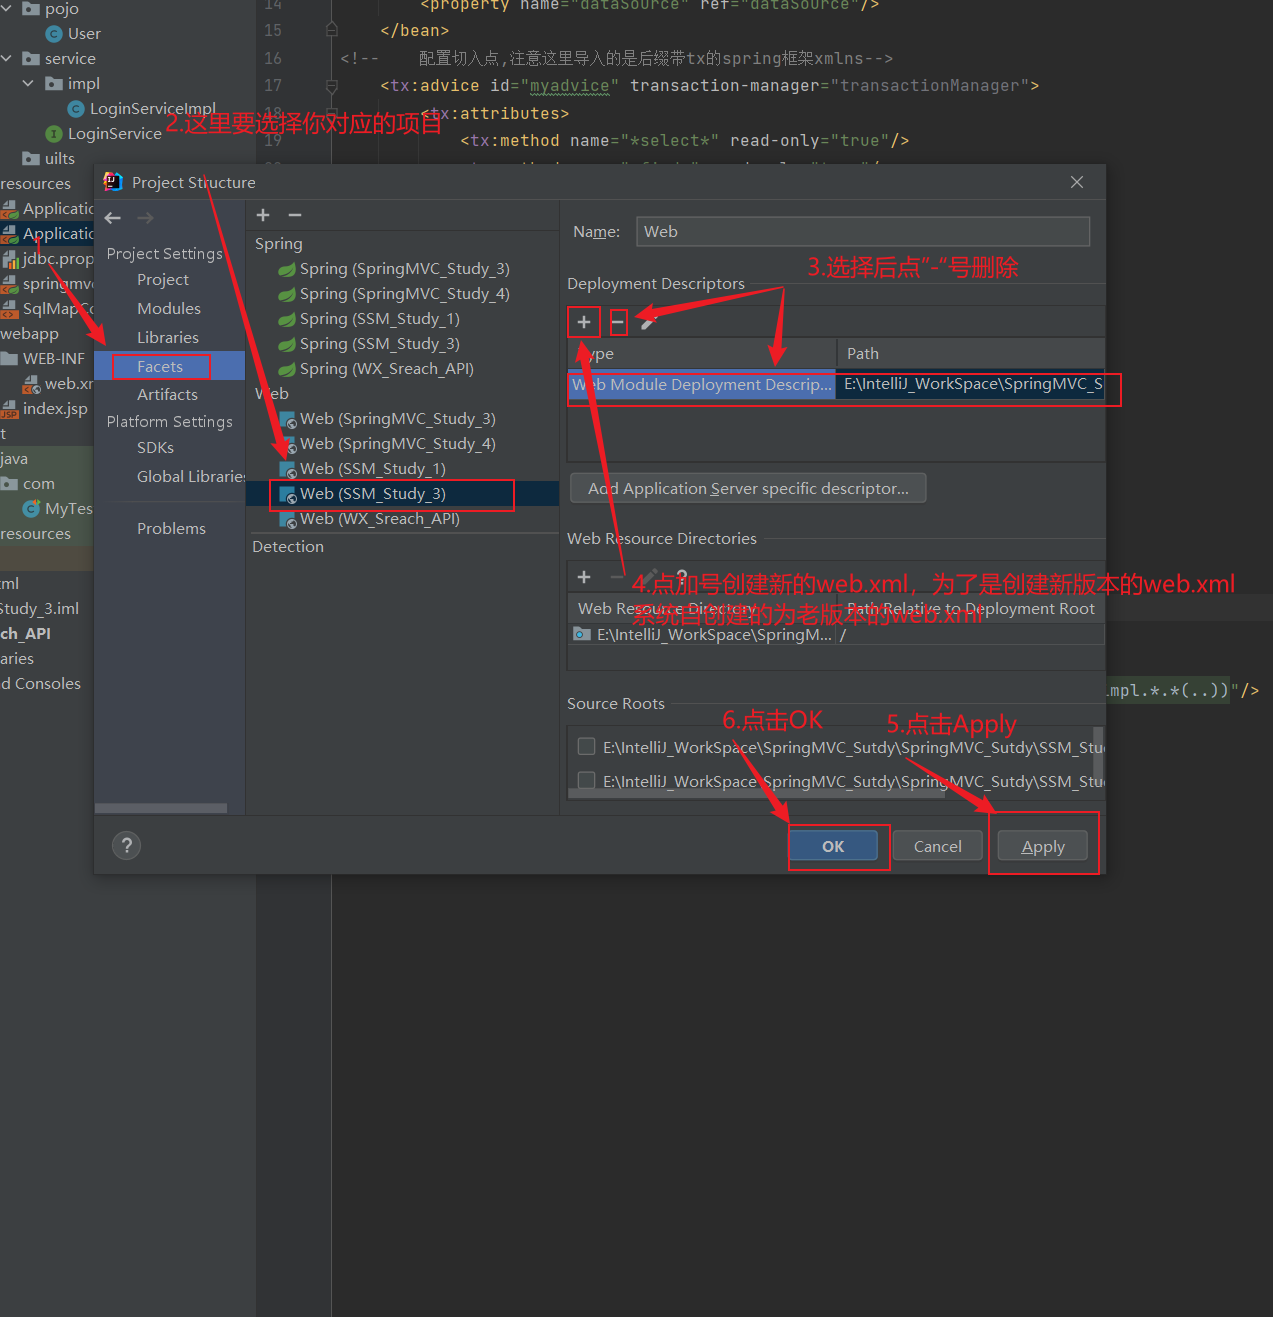 pojo
User
service
impl
LoginServiceImpl
LoginService
uilts
resources
Applicatio
Applicatio
jdbc.prop
springmv
SqlMapCo
webapp
WEB-INF
web.xm
index.jsp
t
java
com
MyTes
resources
ml
Study_3.iml
ch_API
aries
d Consoles
14 <property name="dataSource" ref="dataSource"/>
15 </bean>
16 <!-- 配置切入点,注意这里导入的是后缀带tx的spring框架xmlns-->
17 <tx:advice id="myadvice" transaction-manager="transactionManager">
18 <tx:attributes>
19 <tx:method name="*select*" read-only="true"/>
2.这里要选择你对应的项目
Project Structure
Project Settings
Project
Modules
Libraries
1
Facets
Artifacts
Platform Settings
SDKs
Global Libraries
Problems
Spring
Spring (SpringMVC_Study_3)
Spring (SpringMVC_Study_4)
Spring (SSM_Study_1)
Spring (SSM_Study_3)
Spring (WX_Sreach_API)
Web
Web (SpringMVC_Study_3)
Web (SpringMVC_Study_4)
Web (SSM_Study_1)
Web (SSM_Study_3)
Web (WX_Sreach_API)
Detection
Name: Web
3.选择后点”-“号删除
Deployment Descriptors
Type Path
Web Module Deployment Descrip... E:\IntelliJ_WorkSpace\SpringMVC_S
Add Application Server specific descriptor...
Web Resource Directories
4.点加号创建新的web.xml，为了是创建新版本的web.xml
系统自创建的为老版本的web.xml
Web Resource Directory Path Relative to Deployment Root
E:\IntelliJ_WorkSpace\SpringM... /
mpl.*.*(..))"/>
Source Roots
6.点击OK
5.点击Apply
E:\IntelliJ_WorkSpace\SpringMVC_Sutdy\SpringMVC_Sutdy\SSM_Stu
E:\IntelliJ_WorkSpace\SpringMVC_Sutdy\SpringMVC_Sutdy\SSM_Stu
?
OK
Cancel
Apply